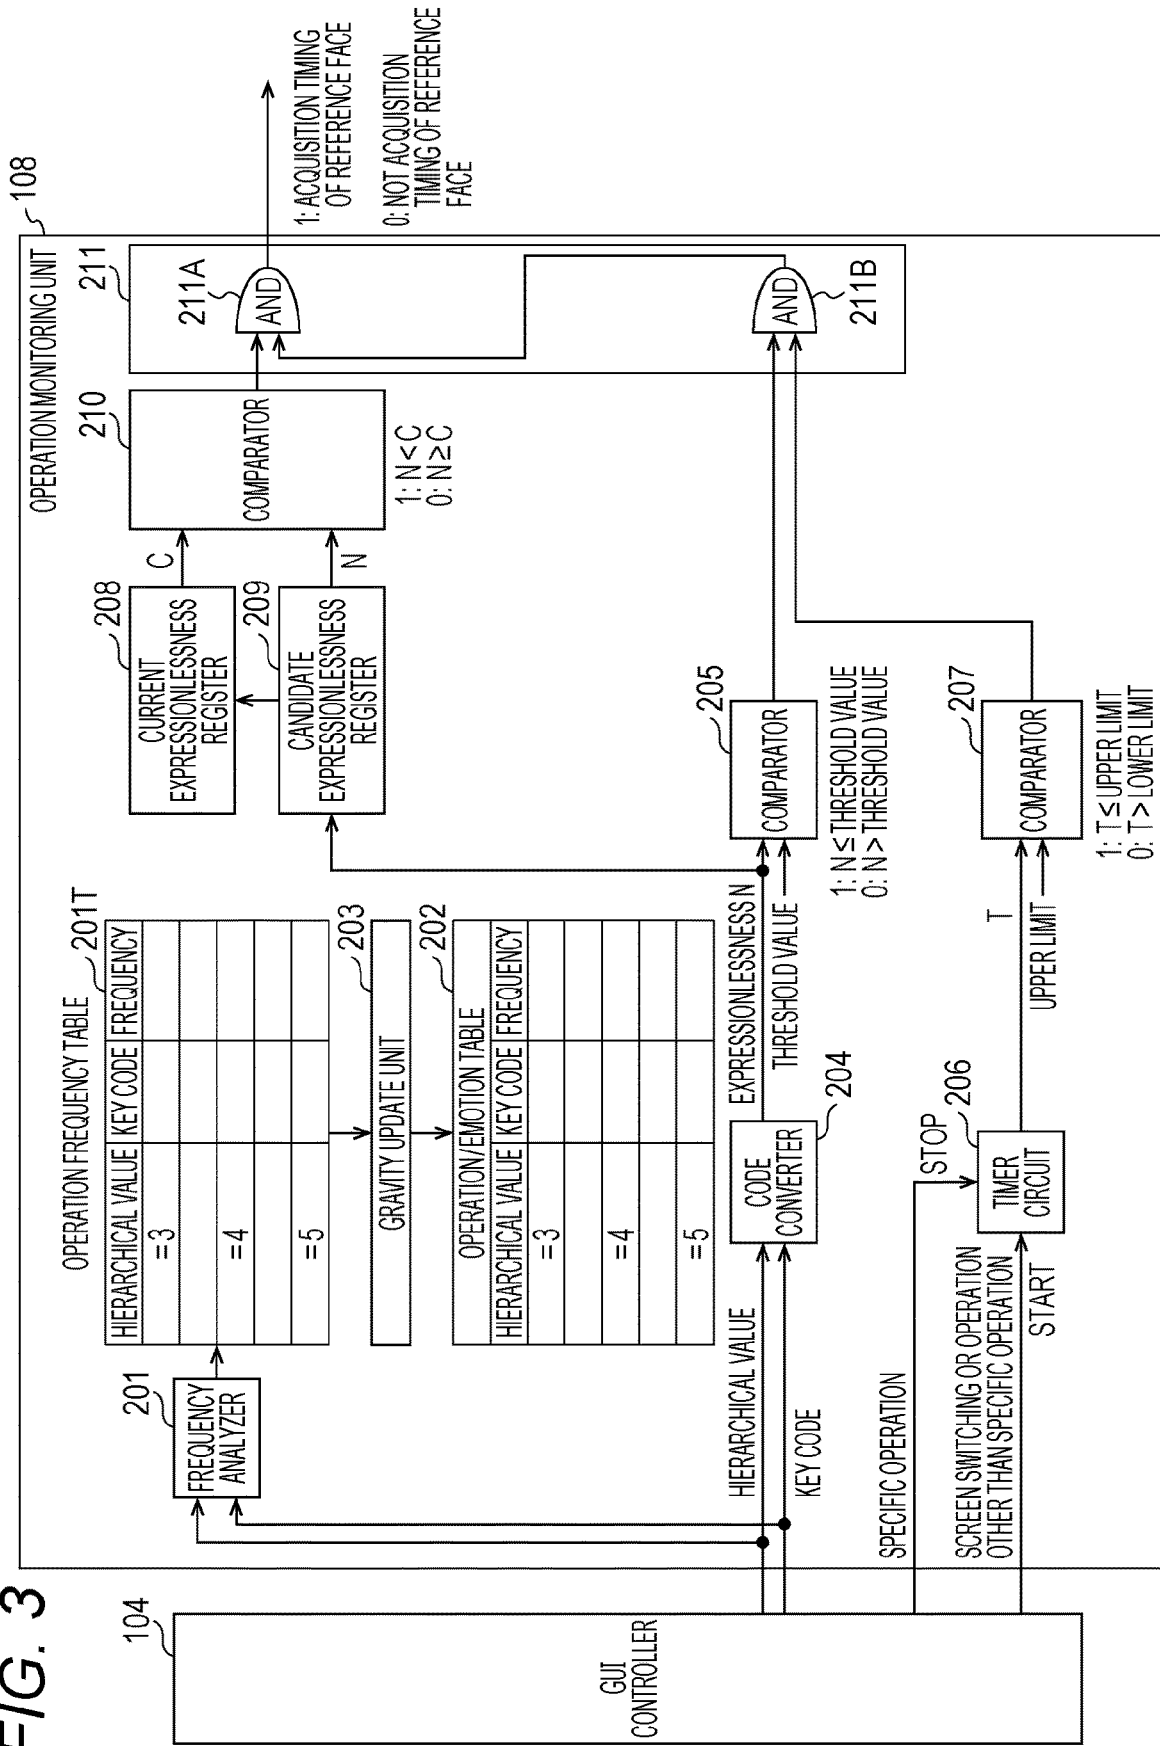 FIG. 3
104
GUI
CONTROLLER
108
OPERATION MONITORING UNIT
201
FREQUENCY
ANALYZER
OPERATION FREQUENCY TABLE
201T
HIERARCHICAL VALUE KEY CODE FREQUENCY
=3
=4
=5
203
GRAVITY UPDATE UNIT
202
OPERATION/EMOTION TABLE
HIERARCHICAL VALUE KEY CODE FREQUENCY
=3
=4
=5
HIERARCHICAL VALUE
KEY CODE
204
CODE
CONVERTER
EXPRESSIONLESSNESS N
THRESHOLD VALUE
205
COMPARATOR
1: N≤THRESHOLD VALUE
0: N> THRESHOLD VALUE
SPECIFIC OPERATION
STOP
SCREEN SWITCHING OR OPERATION
OTHER THAN SPECIFIC OPERATION
START
206
TIMER
CIRCUIT
T
UPPER LIMIT
207
COMPARATOR
1: T≤UPPER LIMIT
0: T> LOWER LIMIT
208
CURRENT
EXPRESSIONLESSNESS
REGISTER
209
CANDIDATE
EXPRESSIONLESSNESS
REGISTER
C
N
210
COMPARATOR
1: N<C
0: N≥C
211
211A
AND
AND
211B
1: ACQUISITION TIMING
OF REFERENCE FACE
0: NOT ACQUISITION
TIMING OF REFERENCE
FACE